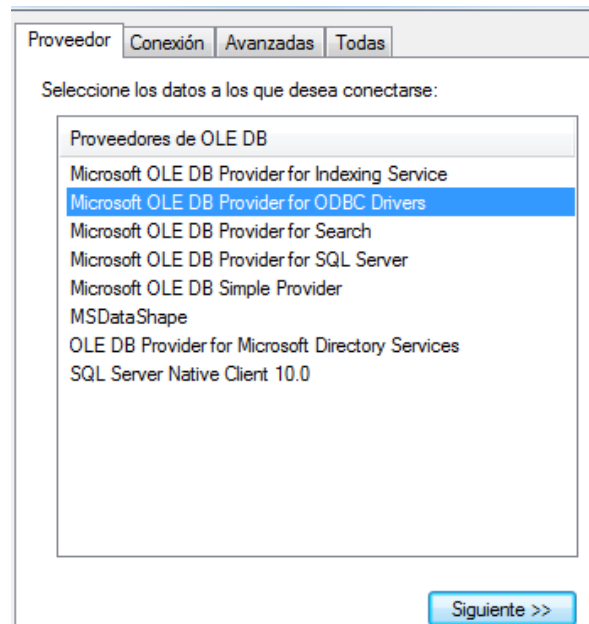 Proveedor Conexión Avanzadas Todas
Seleccione los datos a los que desea conectarse:
Proveedores de OLE DB
Microsoft OLE DB Provider for Indexing Service
Microsoft OLE DB Provider for ODBC Drivers
Microsoft OLE DB Provider for Search
Microsoft OLE DB Provider for SQL Server
Microsoft OLE DB Simple Provider
MSDataShape
OLE DB Provider for Microsoft Directory Services
SQL Server Native Client 10.0
Siguiente >>